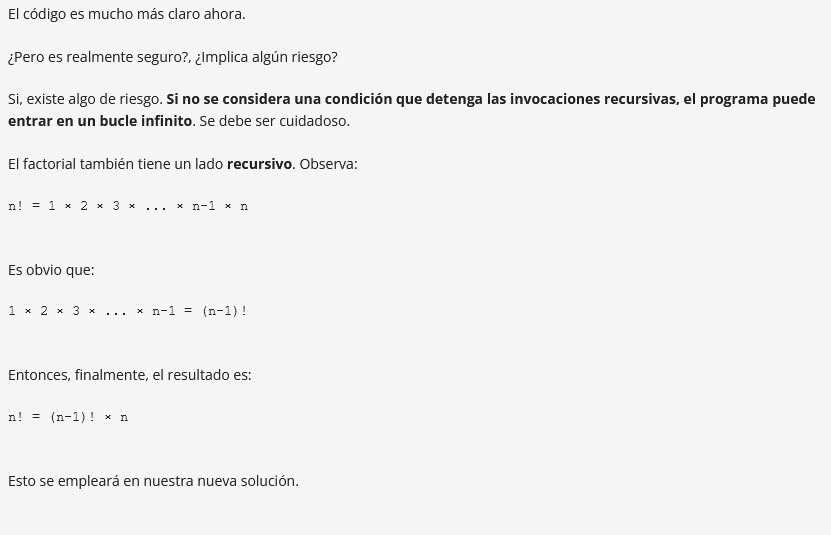 El código es mucho más claro ahora.
¿Pero es realmente seguro?, ¿Implica algún riesgo?
Si, existe algo de riesgo. Si no se considera una condición que detenga las invocaciones recursivas, el programa puede
entrar en un bucle infinito. Se debe ser cuidadoso.
El factorial también tiene un lado recursivo. Observa:
n! = 1 × 2 × 3 × ... × n-1 × n
Es obvio que:
1 × 2 × 3 × ... × n-1 = (n-1)!
Entonces, finalmente, el resultado es:
n! = (n-1)! × n
Esto se empleará en nuestra nueva solución.